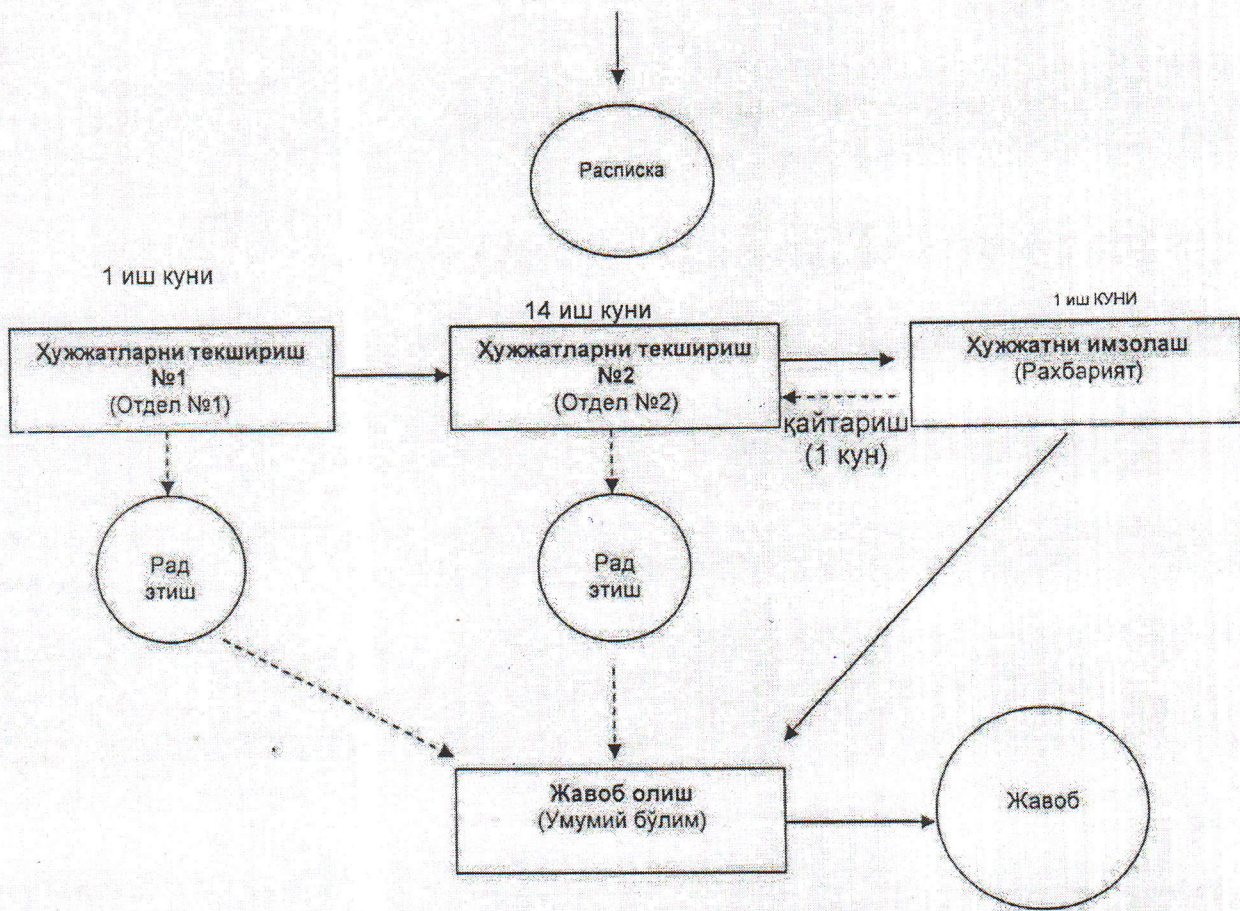 Расписка
1 иш куни
14 иш куни
1 иш КУНИ
Ҳужжатларни текшириш
№1
(Отдел №1)
Ҳужжатларни текшириш
№2
(Отдел №2)
Ҳужжатни имзолаш
(Рахбарият)
қайтариш
(1 кун)
Рад
этиш
Рад
этиш
Жавоб олиш
(Умумий бўлим)
Жавоб